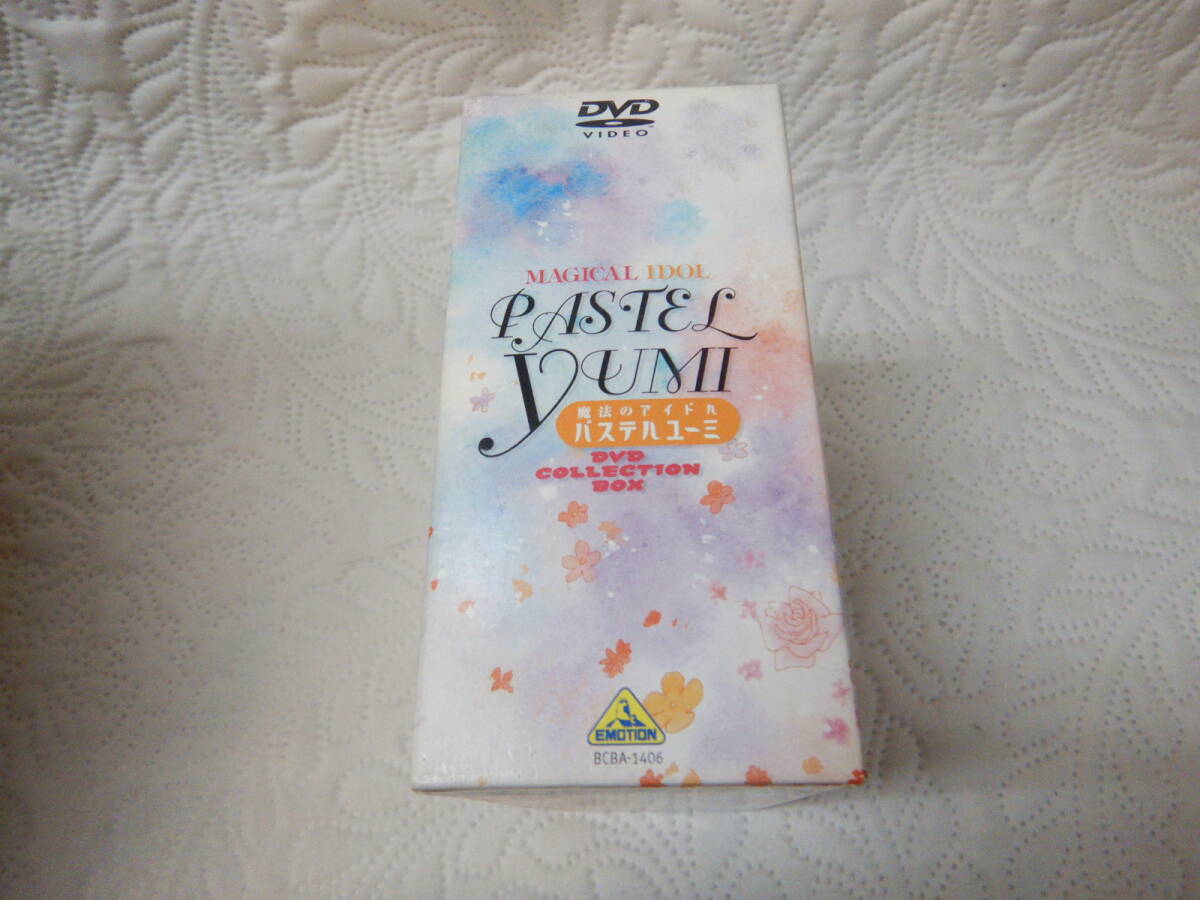 DVD
VIDEO
MAGICAL IDOL
PASTEL
YUMI
魔法のアイドル
パステルユーミ
DVD
COLLECTION
BOX
EMOTION
BCBA-1406